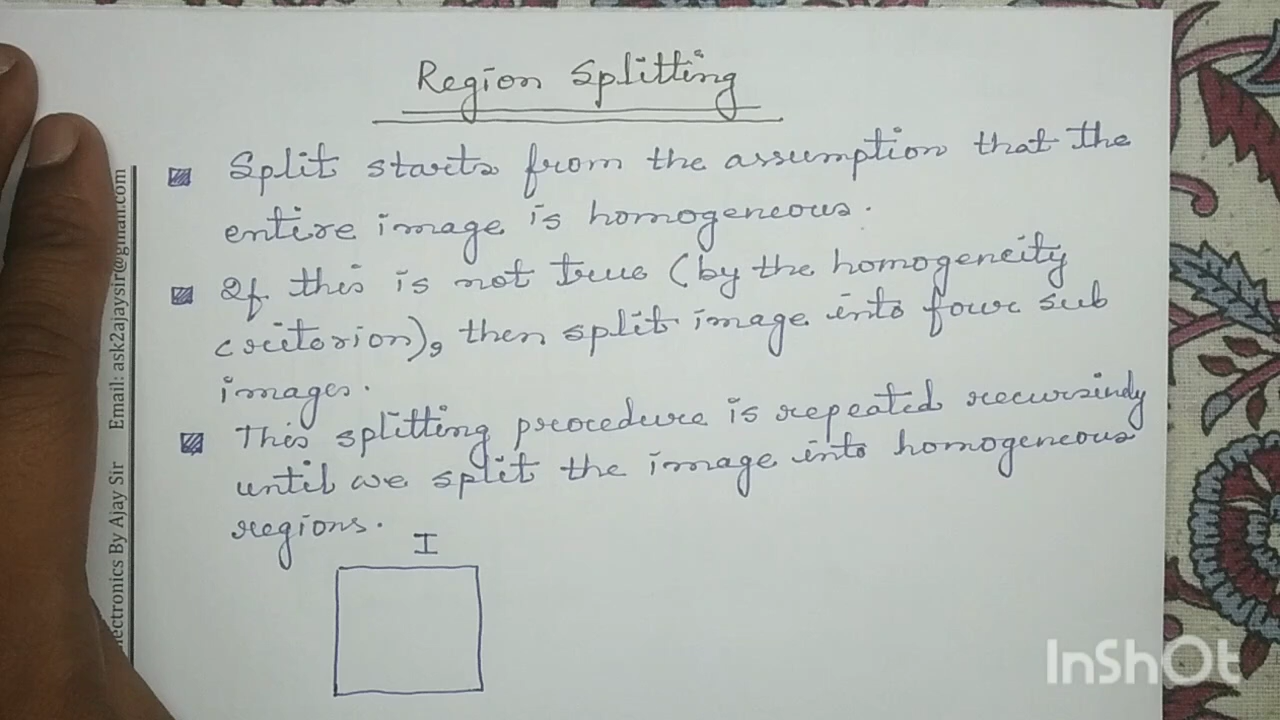 Region Splitting
Split starts from the assumption that the
entire image is homogeneous.
If this is not true (by the homogeneity
criterion), then split image into four sub
images.
This splitting procedure is repeated recursively
until we split the image into homogeneous
regions.
I
ectronics By Ajay Sir Email: ask2ajaysir@gmail.com
InShOt